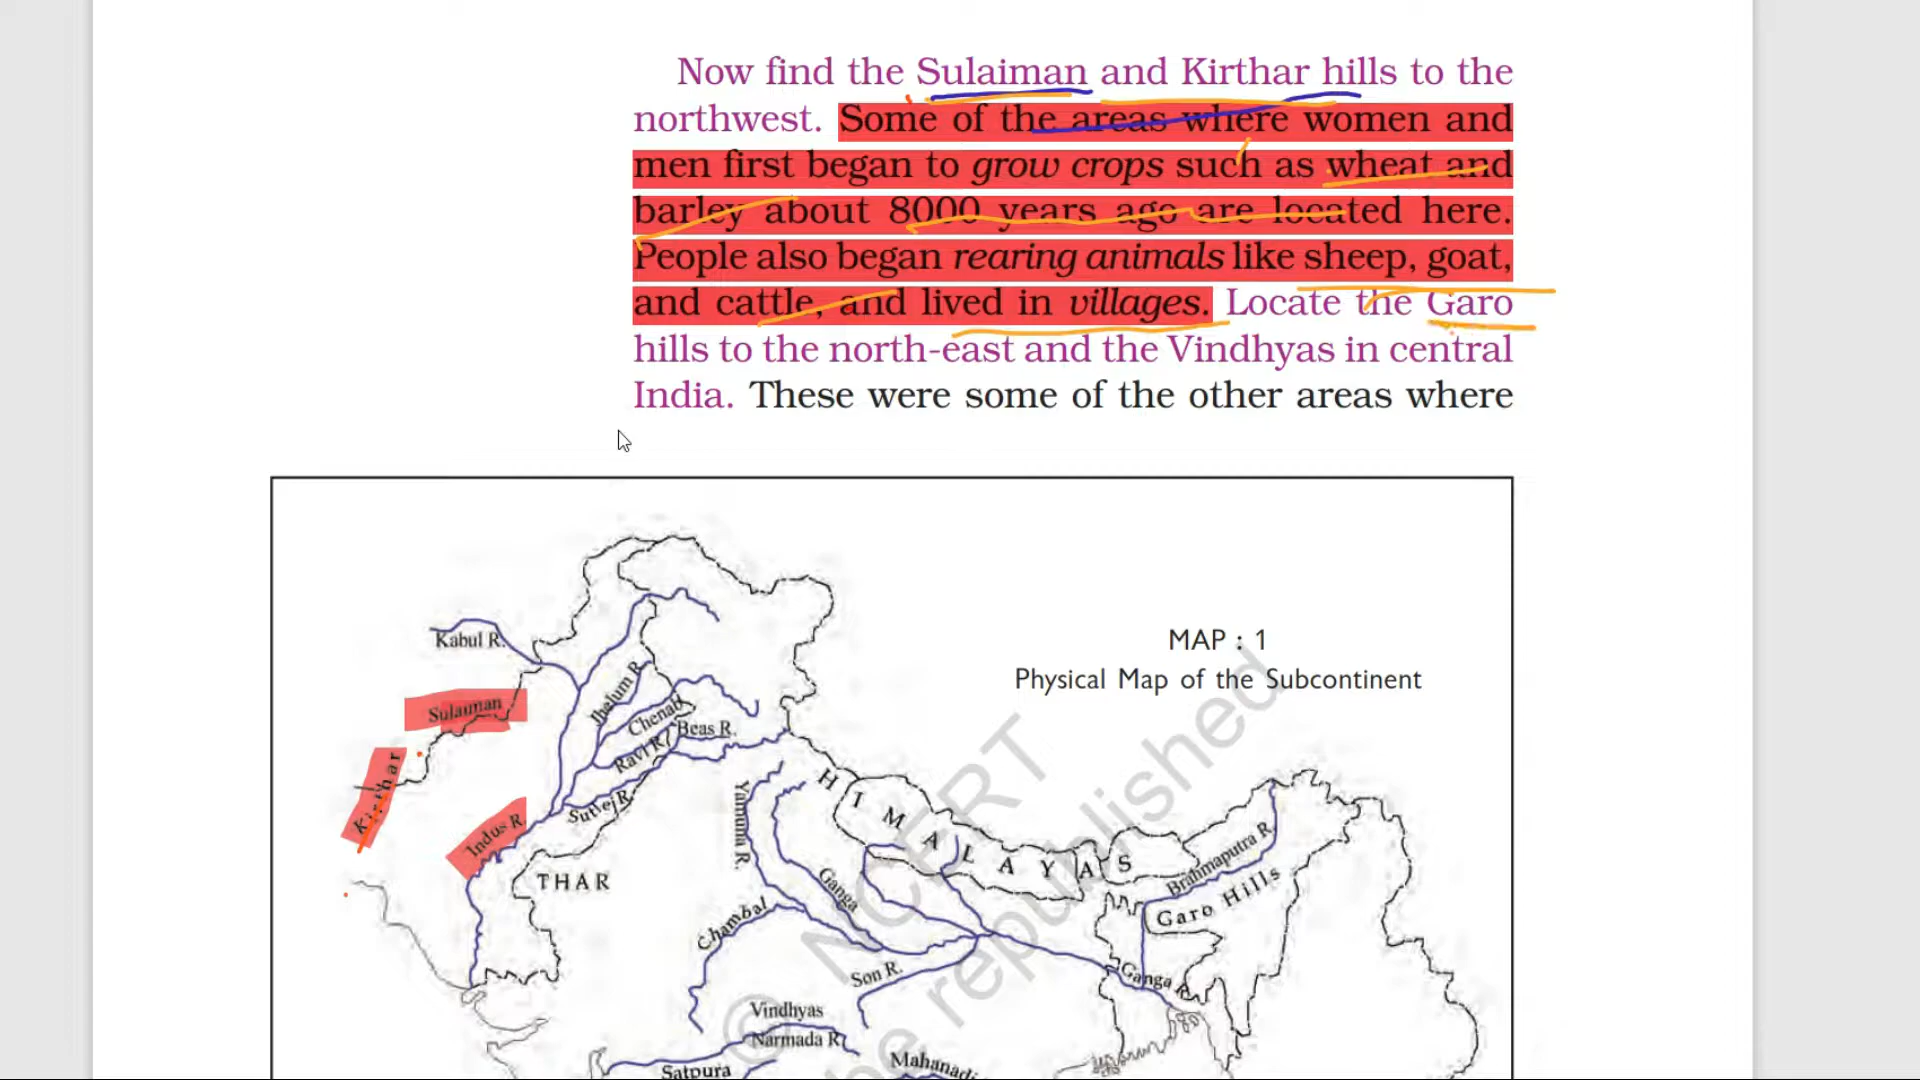 Now find the Sulaiman and Kirthar hills to the
northwest. Some of the areas where women and
men first began to grow crops such as wheat and
barley about 8000 years ago are located here.
People also began rearing animals like sheep, goat,
and cattle, and lived in villages. Locate the Garo
hills to the north-east and the Vindhyas in central
India. These were some of the other areas where
MAP : 1
Physical Map of the Subcontinent
Kabul R.
Sulaiman
Kirthar
Indus R.
Jhelum R.
Chenab
Ravi R.
Beas R.
Sutlej R.
THAR
Yamuna R.
HIMALAYAS
Ganga
Chambal
Brahmaputra R.
Garo Hills
Son R.
Ganga R.
Vindhyas
Narmada R.
Satpura
Mahanadi
© NCERT
be republished